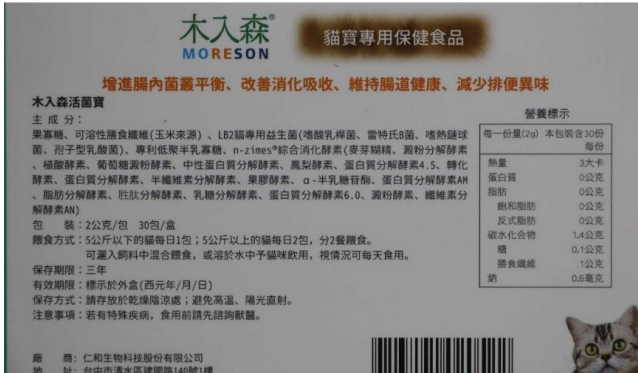 木入森®
MORESON
貓寶專用保健食品
增進腸內菌叢平衡、改善消化吸收、維持腸道健康、減少排便異味
木入森活菌寶
主 成 分：
果寡糖、可溶性膳食纖維(玉米來源)、LB2貓專用益生菌(嗜酸乳桿菌、雷特氏B菌、嗜熱鏈球
菌、孢子型乳酸菌)、專利低聚半乳寡糖、n-zimes®綜合消化酵素(麥芽糊精、澱粉分解酵素
、植酸酵素、葡萄糖澱粉酵素、中性蛋白質分解酵素、鳳梨酵素、蛋白質分解酵素4.5、轉化
酵素、蛋白質分解酵素、半纖維素分解酵素、果膠酵素、α-半乳糖苷酶、蛋白質分解酵素AM
、脂肪分解酵素、胜肽分解酵素、乳糖分解酵素、蛋白質分解酵素6.0、澱粉酵素、纖維素分
解酵素AN)
包　　裝：2公克/包　30包/盒
餵食方式：5公斤以下的貓每日1包；5公斤以上的貓每日2包，分2餐餵食。
可灑入飼料中混合餵食，或溶於水中予貓咪飲用，視情況可每天食用。
保存期限：三年
有效期限：標示於外盒(西元年/月/日)
保存方式：請存放於乾燥陰涼處；避免高溫、陽光直射。
注意事項：若有特殊疾病，食用前請先諮詢獸醫。
廠　　商：仁和生物科技股份有限公司
地　　址：台中市清水區建國路140號1樓
營養標示
每一份量(2g) 本包裝含30份
每份
熱量 3大卡
蛋白質 0公克
脂肪 0公克
飽和脂肪 0公克
反式脂肪 0公克
碳水化合物 1.4公克
糖 0.1公克
膳食纖維 1公克
鈉 0.6毫克